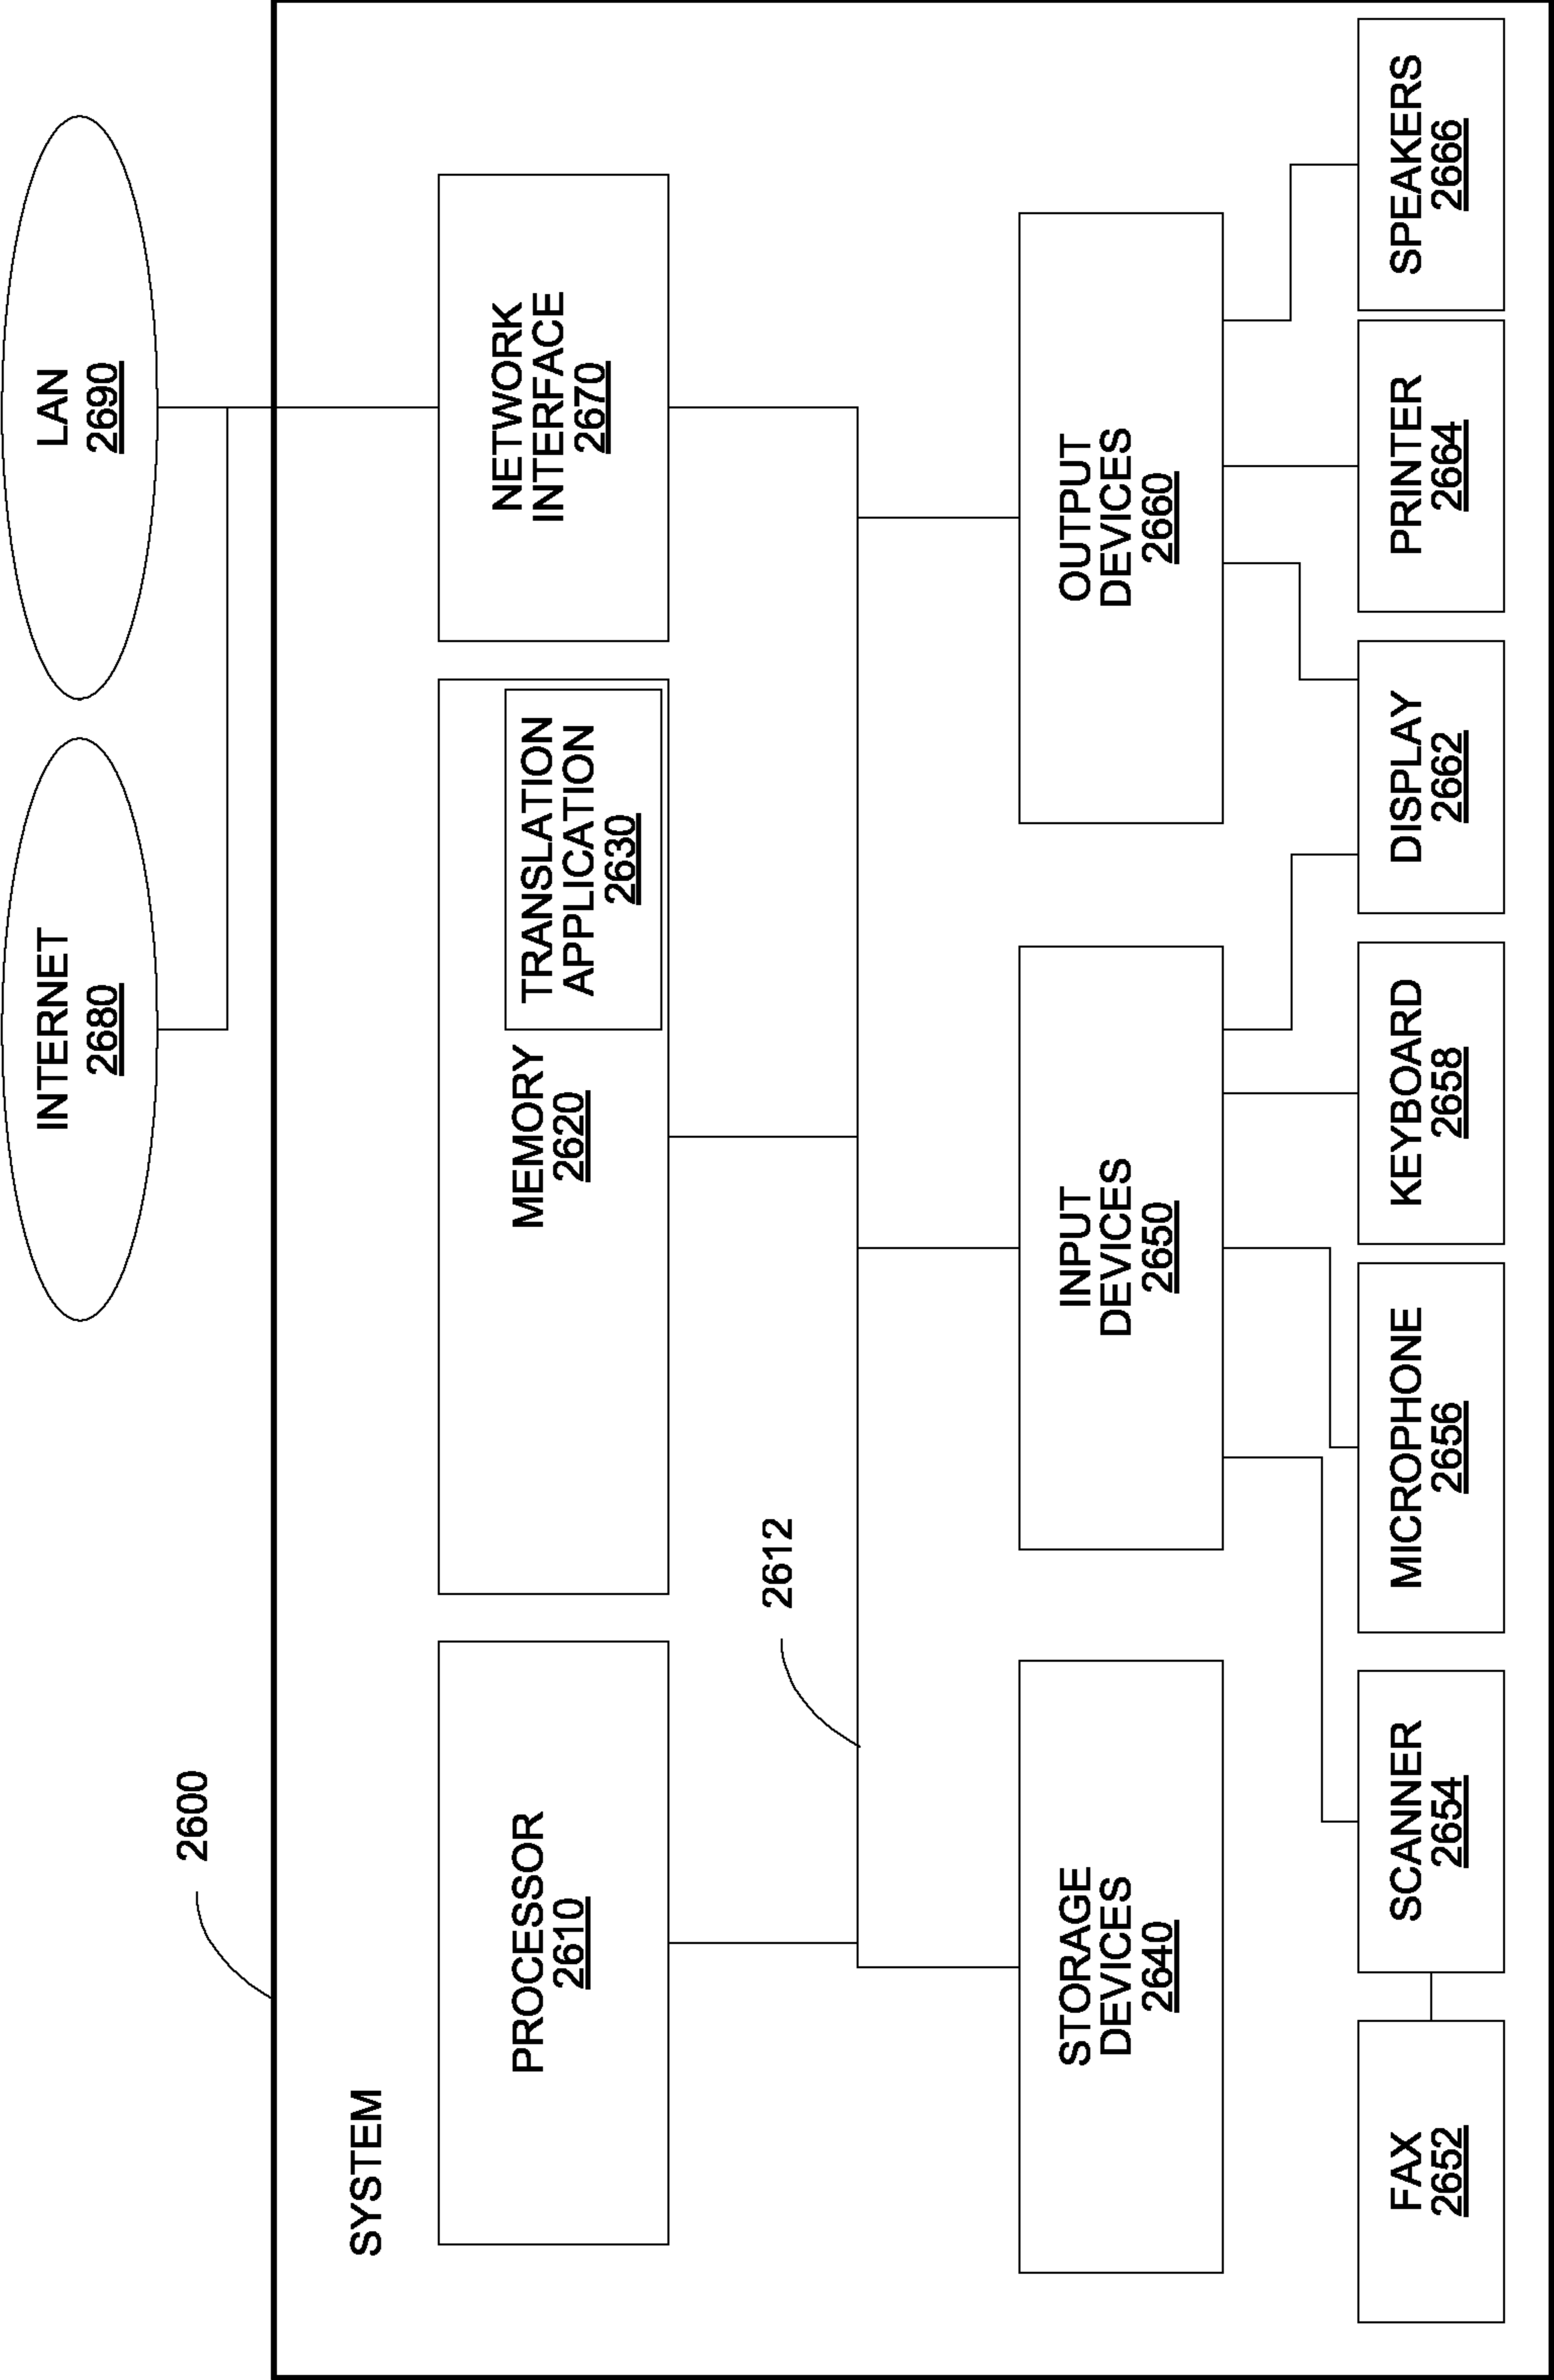 INTERNET
2680
LAN
2690
2600
SYSTEM
PROCESSOR
2610
MEMORY
2620
TRANSLATION
APPLICATION
2630
NETWORK
INTERFACE
2670
2612
STORAGE
DEVICES
2640
INPUT
DEVICES
2650
OUTPUT
DEVICES
2660
FAX
2652
SCANNER
2654
MICROPHONE
2656
KEYBOARD
2658
DISPLAY
2662
PRINTER
2664
SPEAKERS
2666